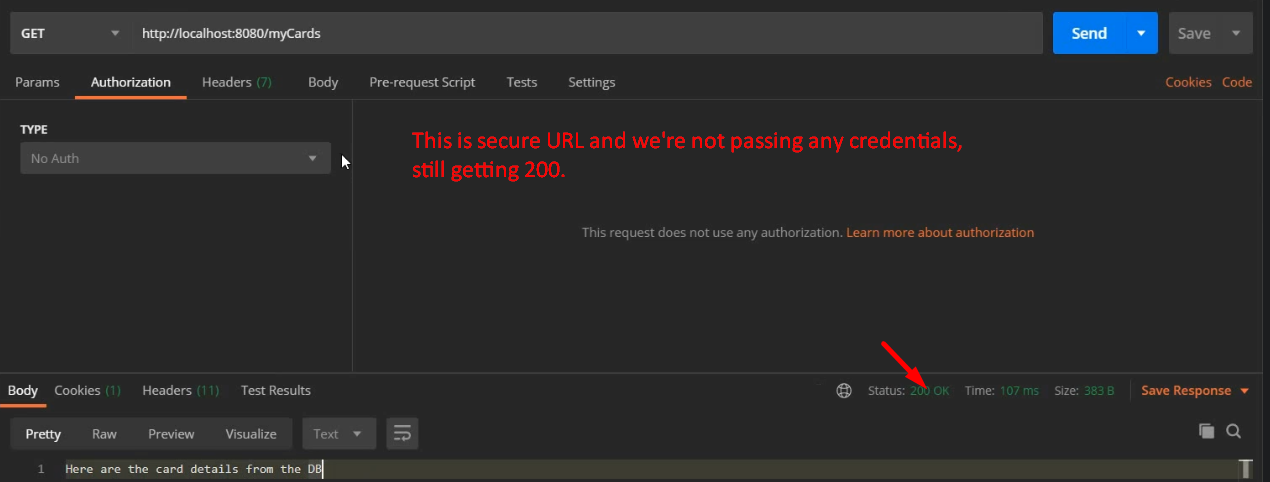 GET http://localhost:8080/myCards Send Save
Params Authorization Headers (7) Body Pre-request Script Tests Settings Cookies Code
TYPE
No Auth
This is secure URL and we're not passing any credentials,
still getting 200.
This request does not use any authorization. Learn more about authorization
Body Cookies (1) Headers (11) Test Results Status: 200 OK Time: 107 ms Size: 383 B Save Response
Pretty Raw Preview Visualize Text
1 Here are the card details from the DB